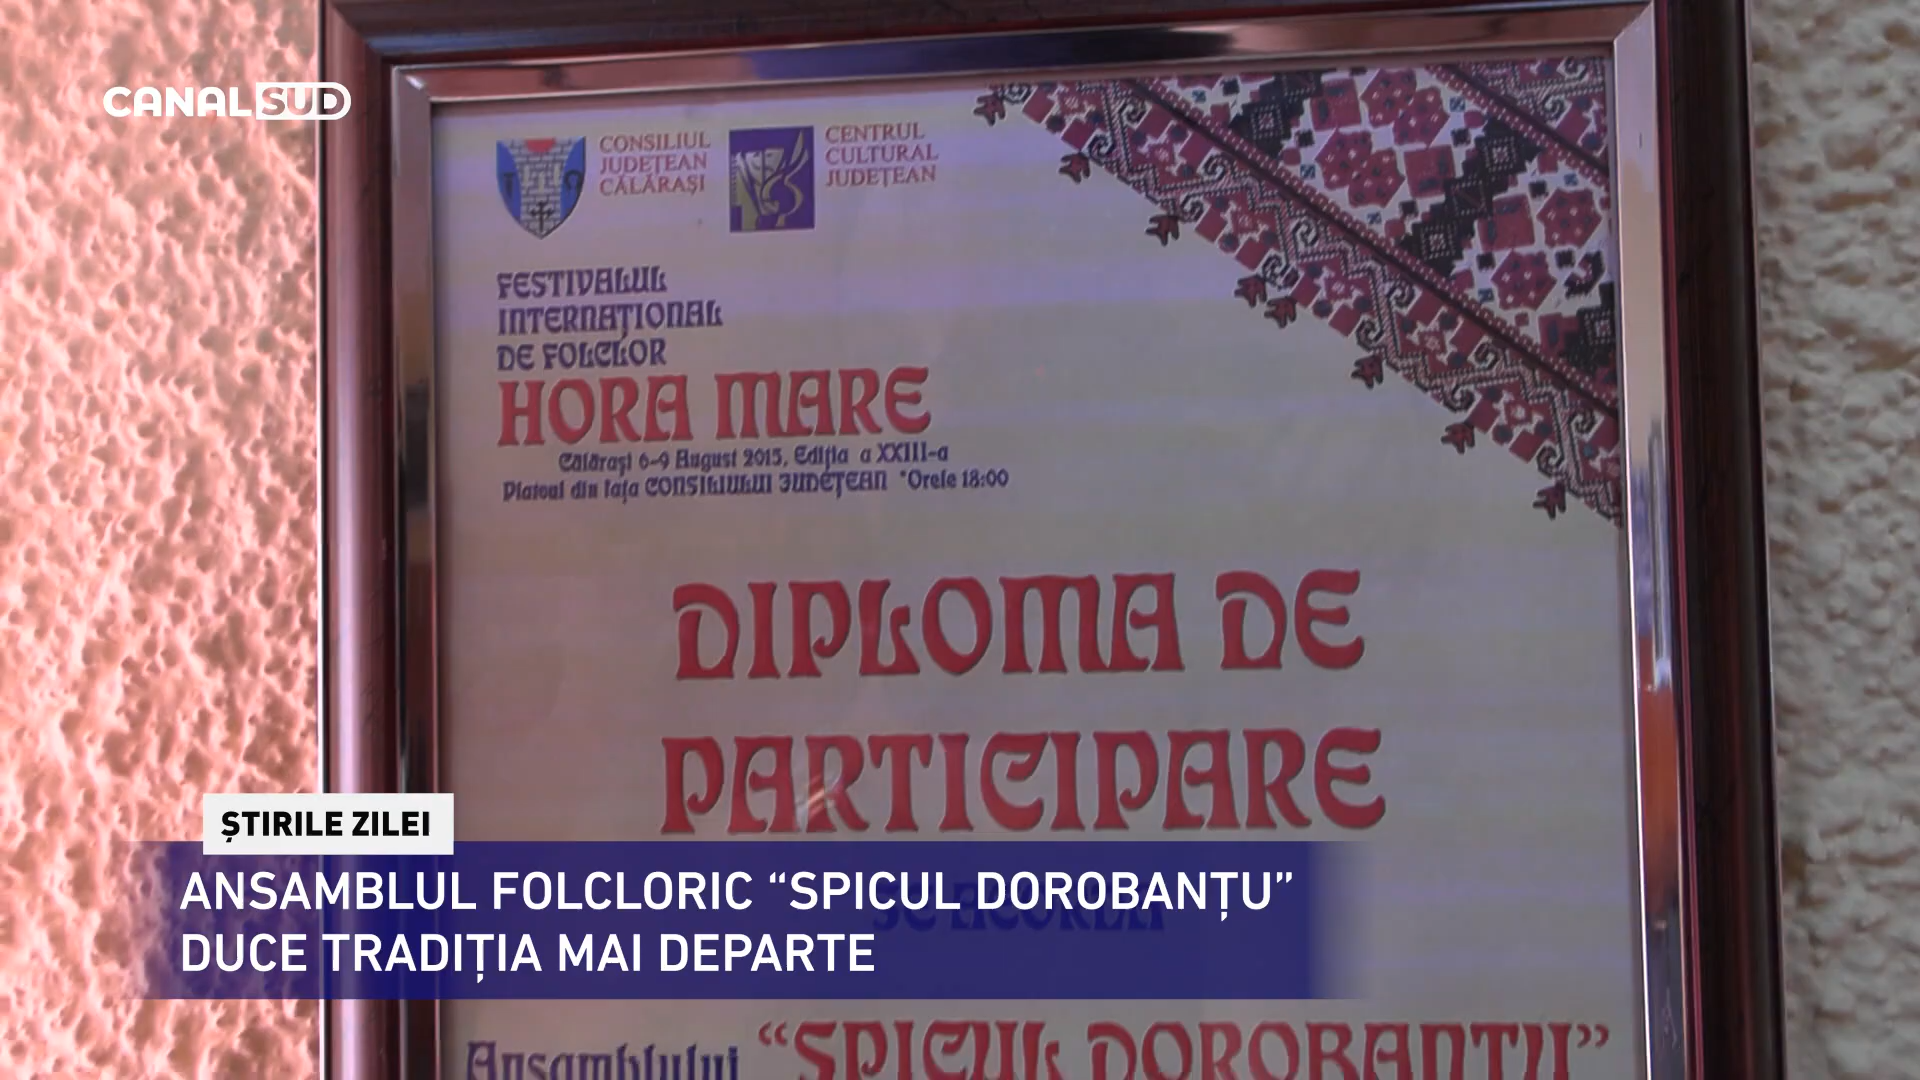 CANAL SUD
CONSILIUL
JUDEȚEAN
CĂLĂRAȘI
CENTRUL
CULTURAL
JUDEȚEAN
FESTIVALUL
INTERNAȚIONAL
DE FOLCLOR
HORA MARE
Călărași 6-9 August 2015, Ediția a XXIII-a
Platoul din fața CONSILIULUI JUDEȚEAN *Orele 18:00
DIPLOMA DE
PARTICIPARE
SE ACORDĂ
ȘTIRILE ZILEI
ANSAMBLUL FOLCLORIC “SPICUL DOROBANȚU”
DUCE TRADIȚIA MAI DEPARTE
Ansamblului “SPICUL DOROBANȚU”